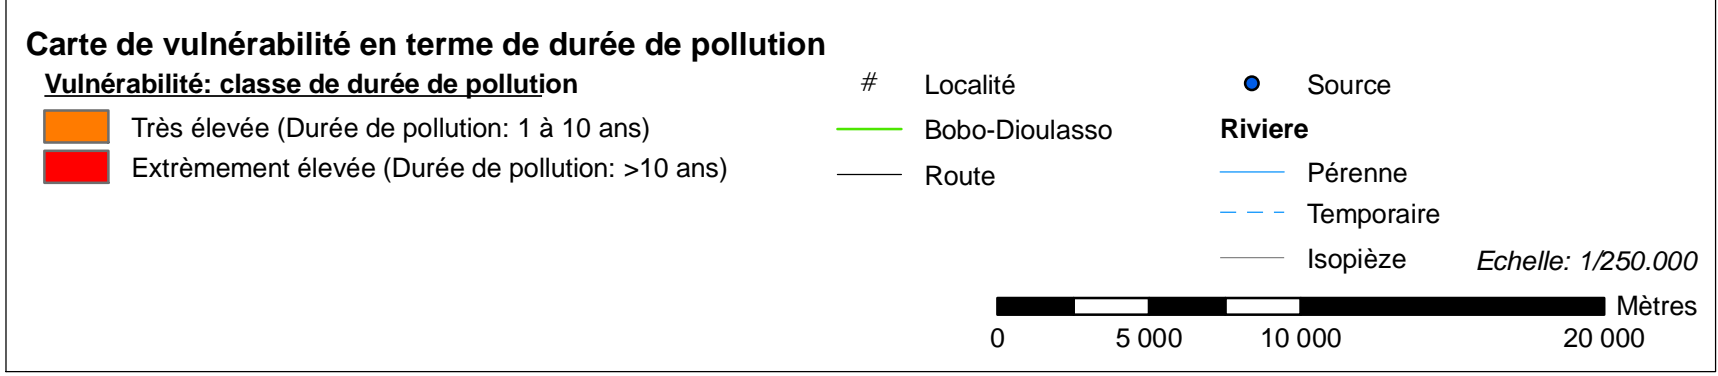 Carte de vulnérabilité en terme de durée de pollution
Vulnérabilité: classe de durée de pollution
Très élevée (Durée de pollution: 1 à 10 ans)
Extrèmement élevée (Durée de pollution: >10 ans)
# Localité
Bobo-Dioulasso
Route
Source
Riviere
Pérenne
Temporaire
Isopièze
Echelle: 1/250.000
Mètres
0 5 000 10 000 20 000